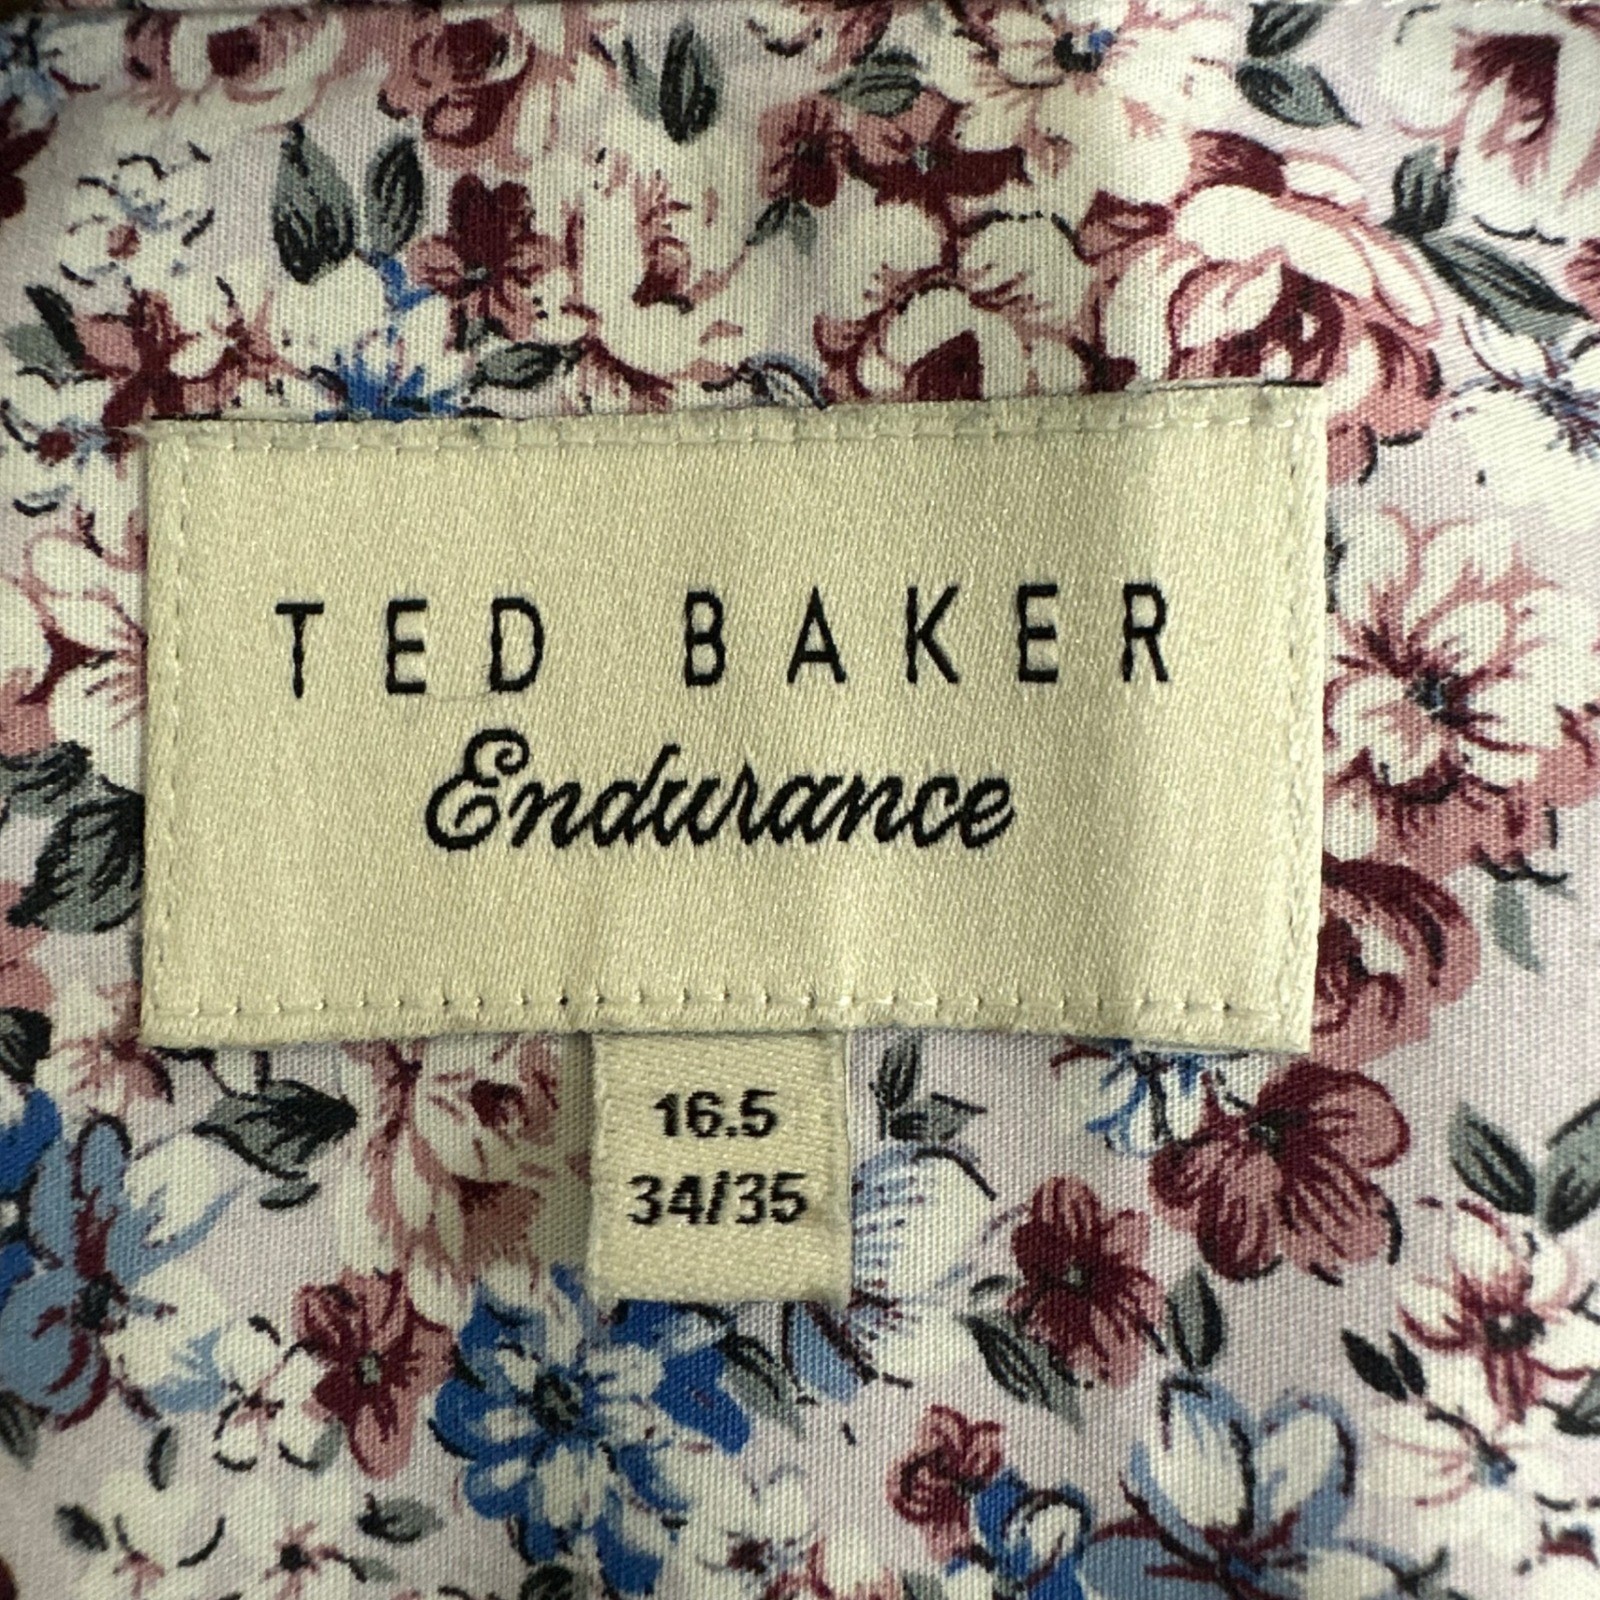 TED BAKER
Endurance
16.5
34/35